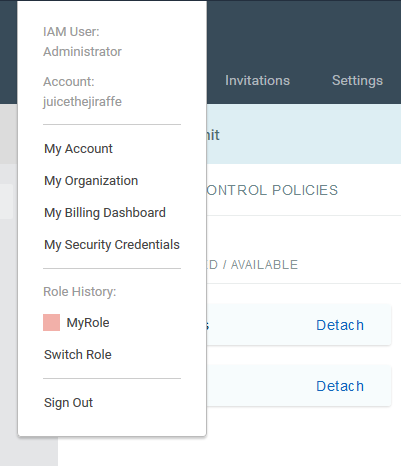 IAM User:
Administrator
Account:
juicethejiraffe
Invitations
Settings
nit
My Account
My Organization
My Billing Dashboard
My Security Credentials
ONTROL POLICIES
D / AVAILABLE
Role History:
MyRole
s
Detach
Switch Role
Detach
Sign Out